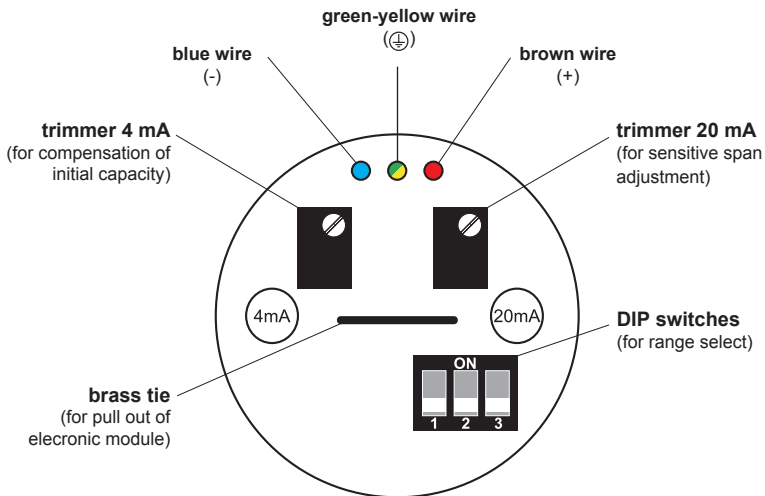 green-yellow wire
(⏚)
blue wire
(-)
brown wire
(+)
trimmer 4 mA
(for compensation of
initial capacity)
trimmer 20 mA
(for sensitive span
adjustment)
4mA
20mA
DIP switches
(for range select)
ON
1 2 3
brass tie
(for pull out of
elecronic module)